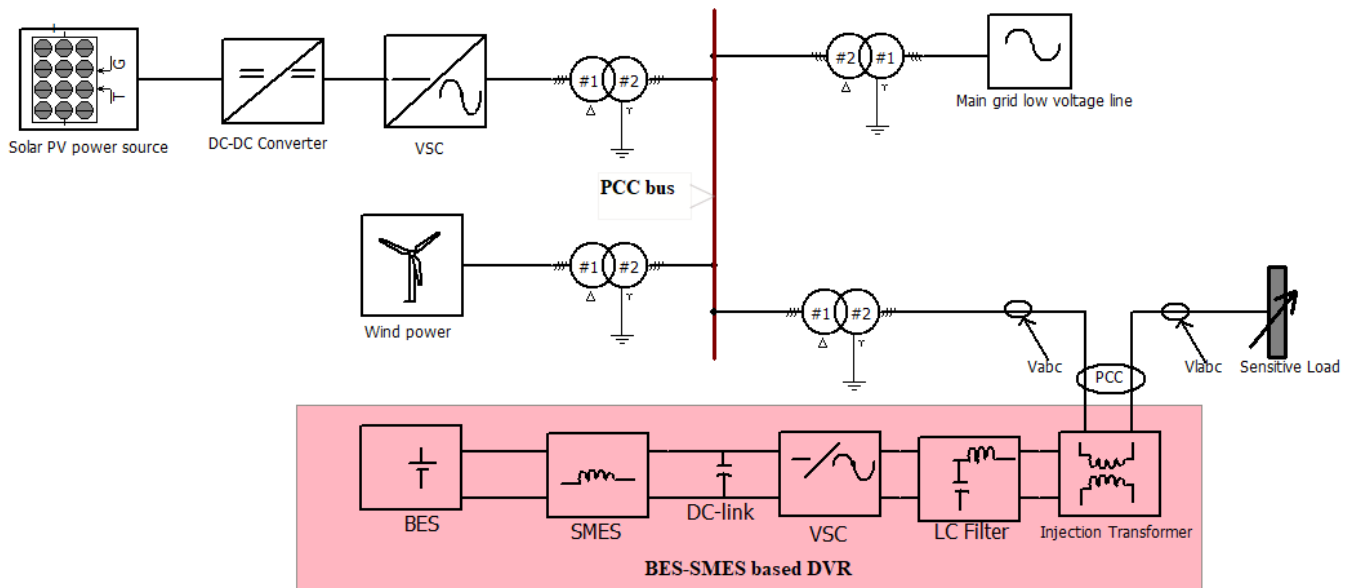 G
T
Solar PV power source
DC-DC Converter
VSC
#1 #2
Δ
Y
#2 #1
Δ
Y
Main grid low voltage line
PCC bus
Wind power
#1 #2
Δ
Y
#1 #2
Δ
Y
Vabc
PCC
Vlabc
Sensitive Load
BES
SMES
DC-link
VSC
LC Filter
Injection Transformer
BES-SMES based DVR